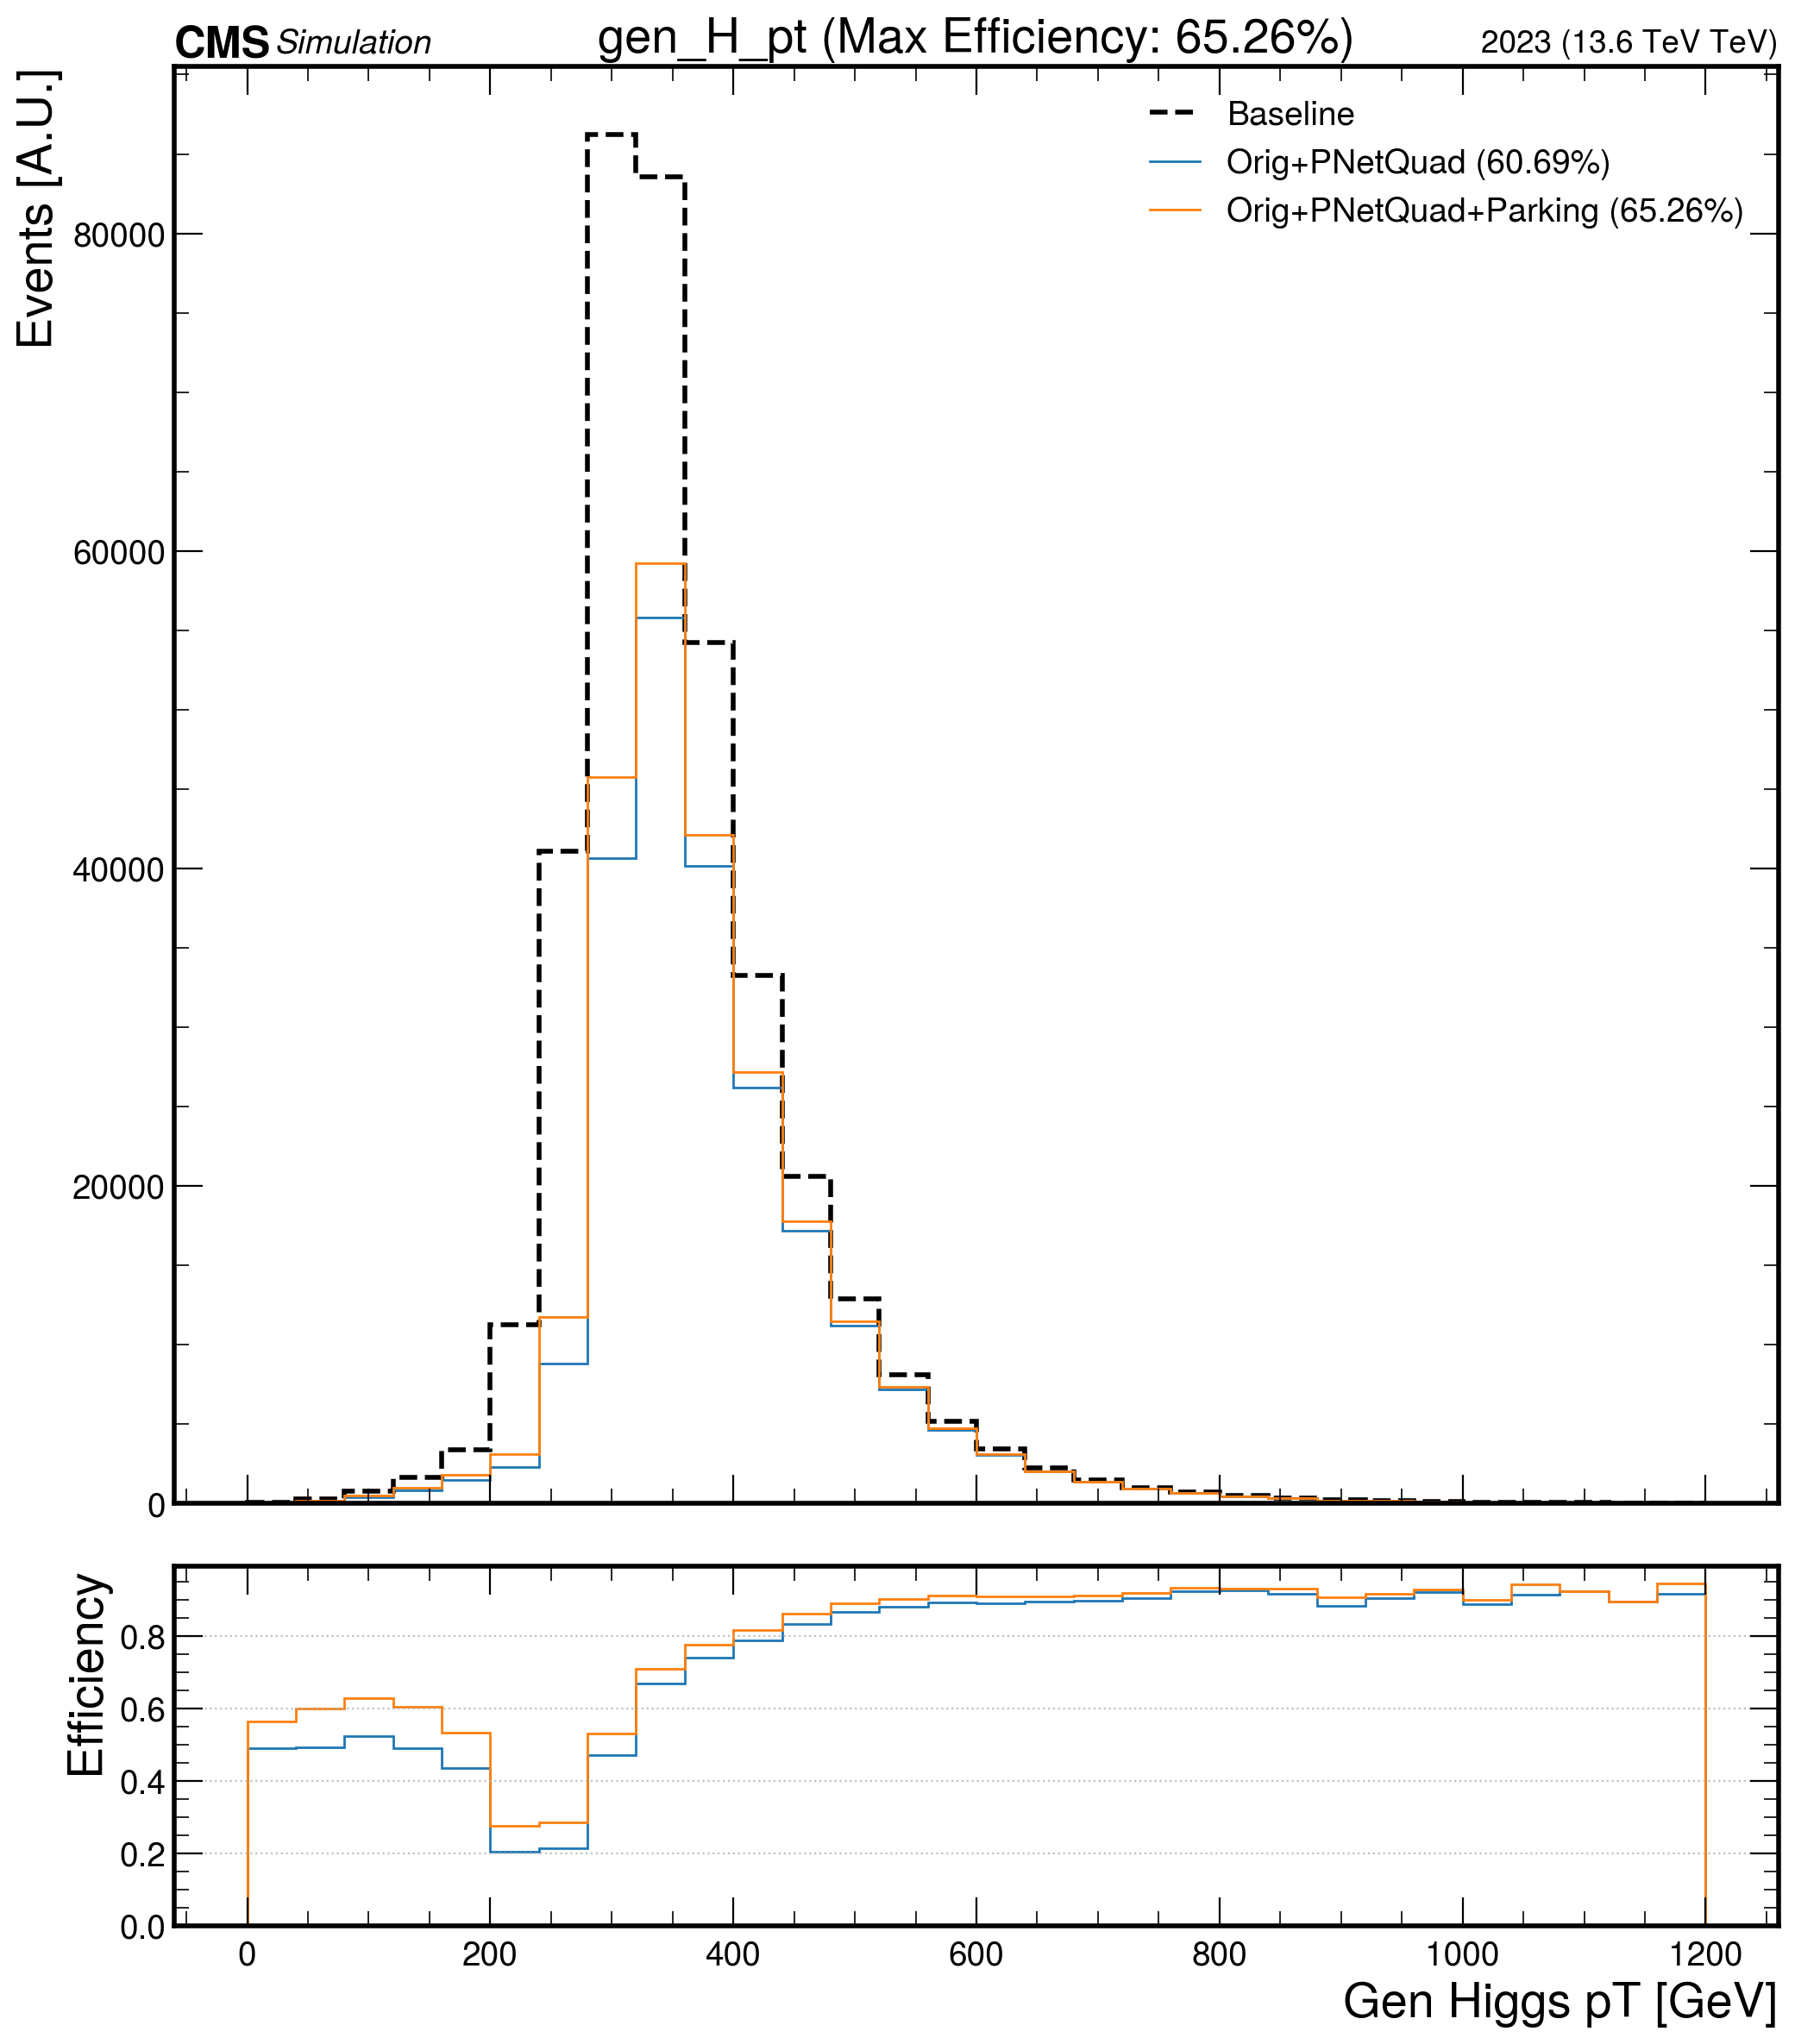 CMS Simulation gen_H_pt (Max Efficiency: 65.26%) 2023 (13.6 TeV TeV)
Events [A.U.]
Baseline
Orig+PNetQuad (60.69%)
Orig+PNetQuad+Parking (65.26%)
80000
60000
40000
20000
0
Efficiency
0.8
0.6
0.4
0.2
0.0
0 200 400 600 800 1000 1200
Gen Higgs pT [GeV]